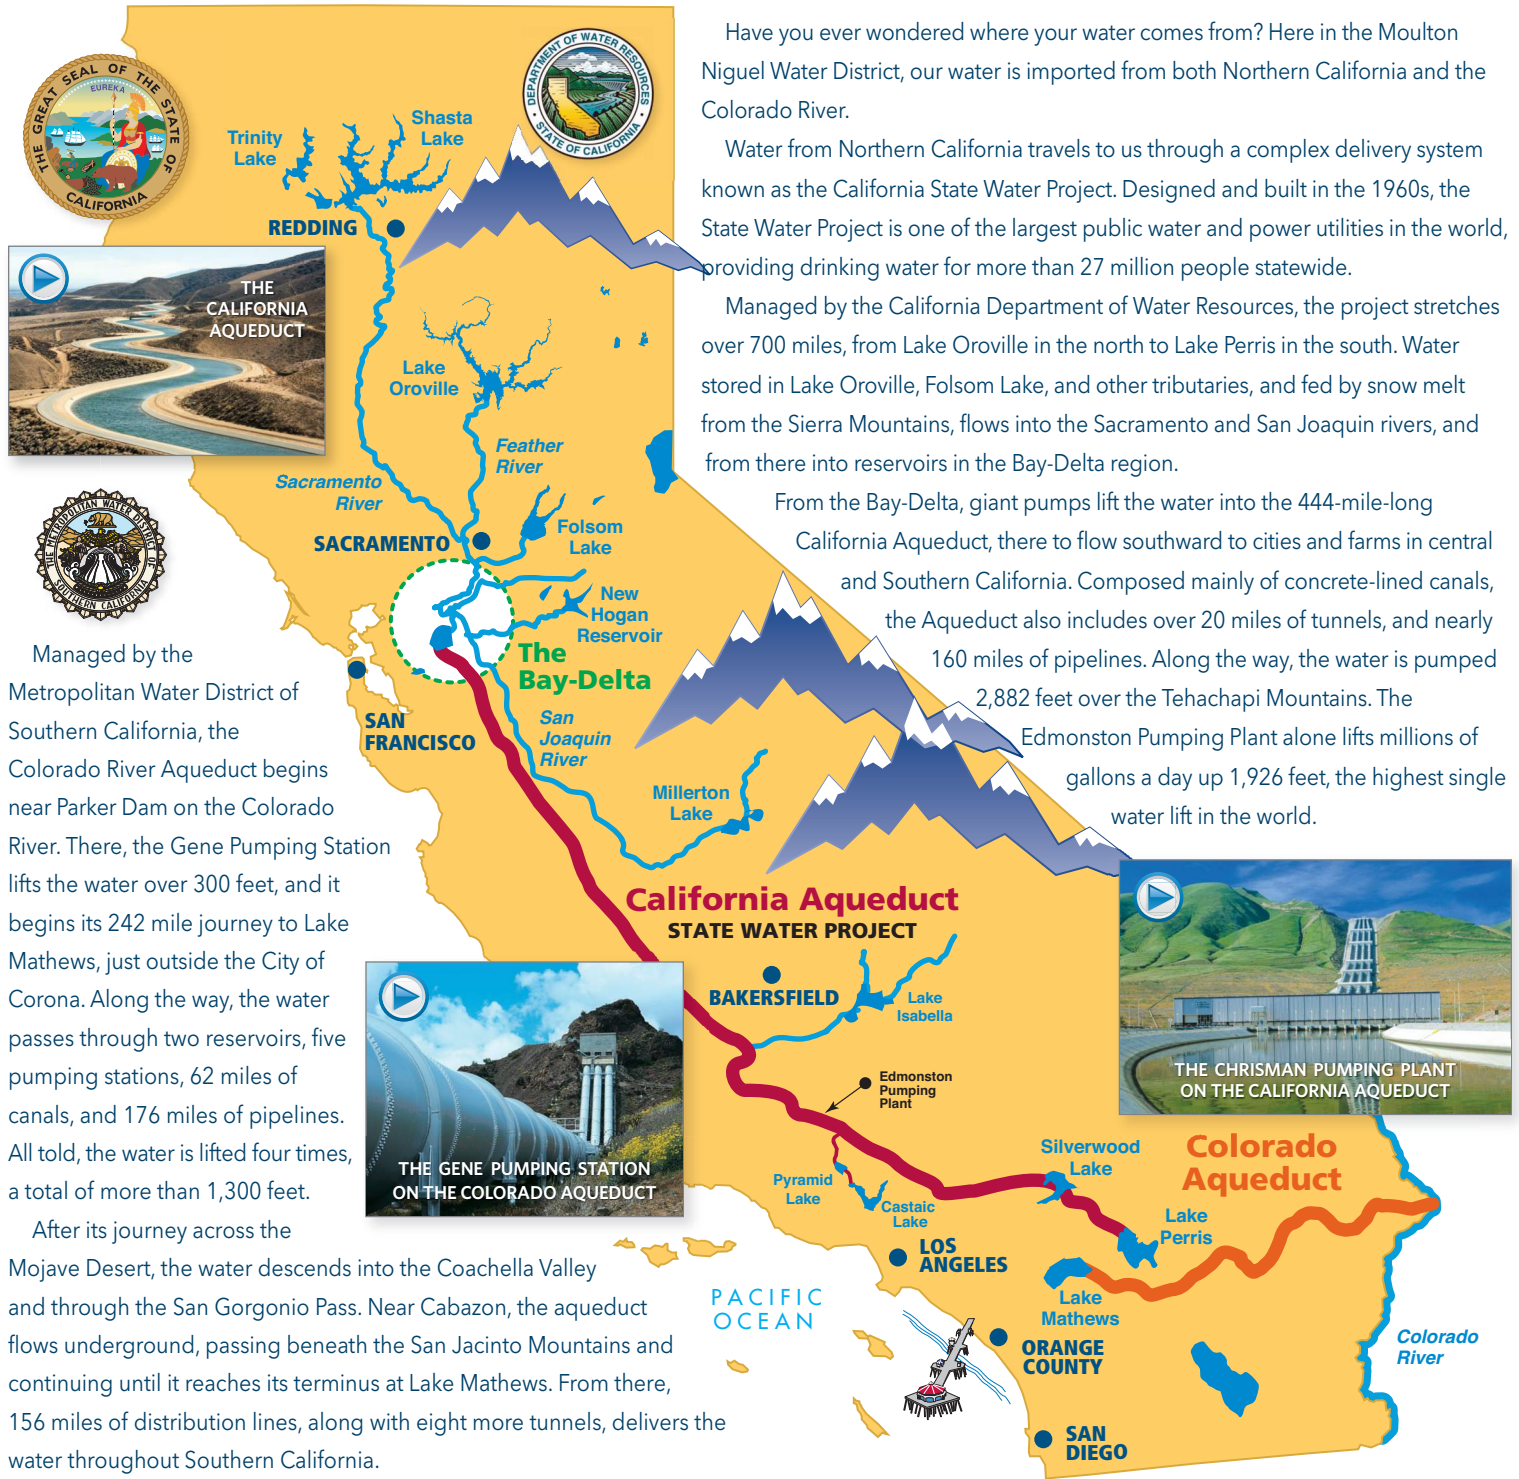 THE GREAT SEAL OF THE STATE OF CALIFORNIA
EUREKA
DEPARTMENT OF WATER RESOURCES
STATE OF CALIFORNIA
Have you ever wondered where your water comes from? Here in the Moulton
Niguel Water District, our water is imported from both Northern California and the
Colorado River.
Water from Northern California travels to us through a complex delivery system
known as the California State Water Project. Designed and built in the 1960s, the
State Water Project is one of the largest public water and power utilities in the world,
providing drinking water for more than 27 million people statewide.
Managed by the California Department of Water Resources, the project stretches
over 700 miles, from Lake Oroville in the north to Lake Perris in the south. Water
stored in Lake Oroville, Folsom Lake, and other tributaries, and fed by snow melt
from the Sierra Mountains, flows into the Sacramento and San Joaquin rivers, and
from there into reservoirs in the Bay-Delta region.
From the Bay-Delta, giant pumps lift the water into the 444-mile-long
California Aqueduct, there to flow southward to cities and farms in central
and Southern California. Composed mainly of concrete-lined canals,
the Aqueduct also includes over 20 miles of tunnels, and nearly
160 miles of pipelines. Along the way, the water is pumped
2,882 feet over the Tehachapi Mountains. The
Edmonston Pumping Plant alone lifts millions of
gallons a day up 1,926 feet, the highest single
water lift in the world.
Trinity
Lake
Shasta
Lake
REDDING
THE
CALIFORNIA
AQUEDUCT
Lake
Oroville
Feather
River
Sacramento
River
SACRAMENTO
Folsom
Lake
New
Hogan
Reservoir
The
Bay-Delta
SAN
FRANCISCO
San
Joaquin
River
Millerton
Lake
THE METROPOLITAN WATER DISTRICT OF
SOUTHERN CALIFORNIA
Managed by the
Metropolitan Water District of
Southern California, the
Colorado River Aqueduct begins
near Parker Dam on the Colorado
River. There, the Gene Pumping Station
lifts the water over 300 feet, and it
begins its 242 mile journey to Lake
Mathews, just outside the City of
Corona. Along the way, the water
passes through two reservoirs, five
pumping stations, 62 miles of
canals, and 176 miles of pipelines.
All told, the water is lifted four times,
a total of more than 1,300 feet.
After its journey across the
Mojave Desert, the water descends into the Coachella Valley
and through the San Gorgonio Pass. Near Cabazon, the aqueduct
flows underground, passing beneath the San Jacinto Mountains and
continuing until it reaches its terminus at Lake Mathews. From there,
156 miles of distribution lines, along with eight more tunnels, delivers the
water throughout Southern California.
California Aqueduct
STATE WATER PROJECT
BAKERSFIELD
Lake
Isabella
Edmonston
Pumping
Plant
THE GENE PUMPING STATION
ON THE COLORADO AQUEDUCT
THE CHRISMAN PUMPING PLANT
ON THE CALIFORNIA AQUEDUCT
Pyramid
Lake
Castaic
Lake
Silverwood
Lake
Colorado
Aqueduct
Lake
Perris
LOS
ANGELES
Lake
Mathews
PACIFIC
OCEAN
ORANGE
COUNTY
Colorado
River
SAN
DIEGO